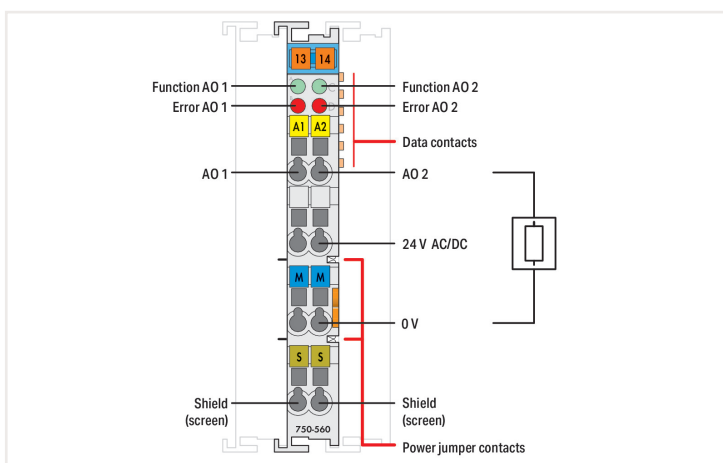 13 14
Function AO 1
Function AO 2
C
Error AO 1
Error AO 2
D
A1 A2
Data contacts
AO 1
AO 2
24 V AC/DC
M M
0 V
S S
Shield
(screen)
Shield
(screen)
750-560
Power jumper contacts